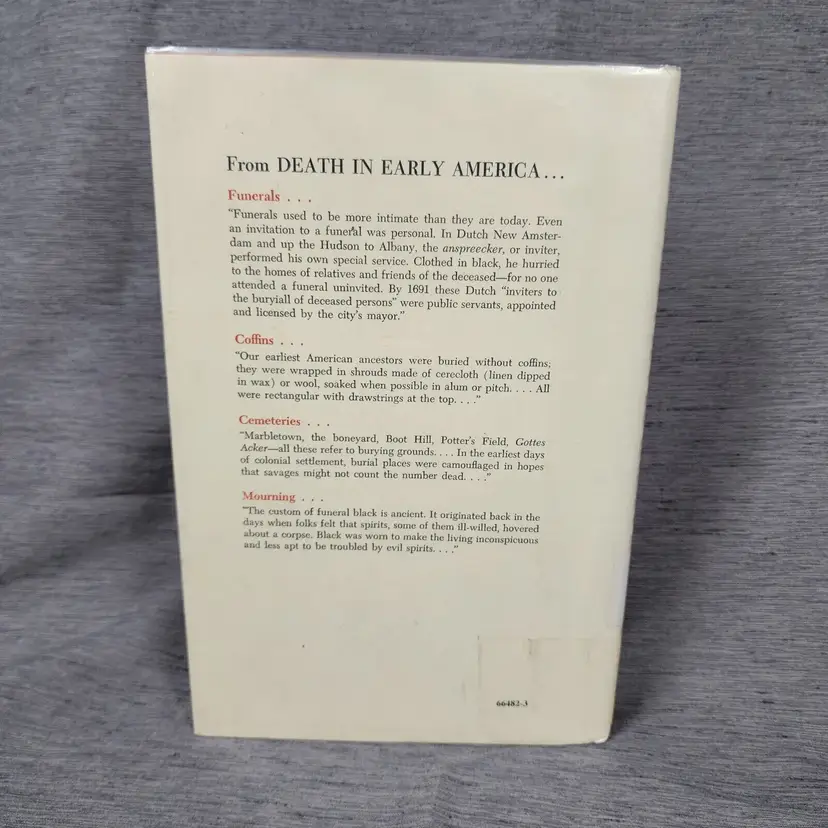 From DEATH IN EARLY AMERICA...
Funerals . . .
"Funerals used to be more intimate than they are today. Even
an invitation to a funeral was personal. In Dutch New Amster-
dam and up the Hudson to Albany, the anspreecker, or inviter,
performed his own special service. Clothed in black, he hurried
to the homes of relatives and friends of the deceased—for no one
attended a funeral uninvited. By 1691 these Dutch "inviters to
the buryiall of deceased persons" were public servants, appointed
and licensed by the city's mayor."
Coffins . . .
"Our earliest American ancestors were buried without coffins;
they were wrapped in shrouds made of cerecloth (linen dipped
in wax) or wool, soaked when possible in alum or pitch. . . . All
were rectangular with drawstrings at the top. . . ."
Cemeteries . . .
"Marbletown, the boneyard, Boot Hill, Potter's Field, Gottes
Acker—all these refer to burying grounds. . . . In the earliest days
of colonial settlement, burial places were camouflaged in hopes
that savages might not count the number dead. . . ."
Mourning . . .
"The custom of funeral black is ancient. It originated back in the
days when folks felt that spirits, some of them ill-willed, hovered
about a corpse. Black was worn to make the living inconspicuous
and less apt to be troubled by evil spirits. . . ."
66482-3